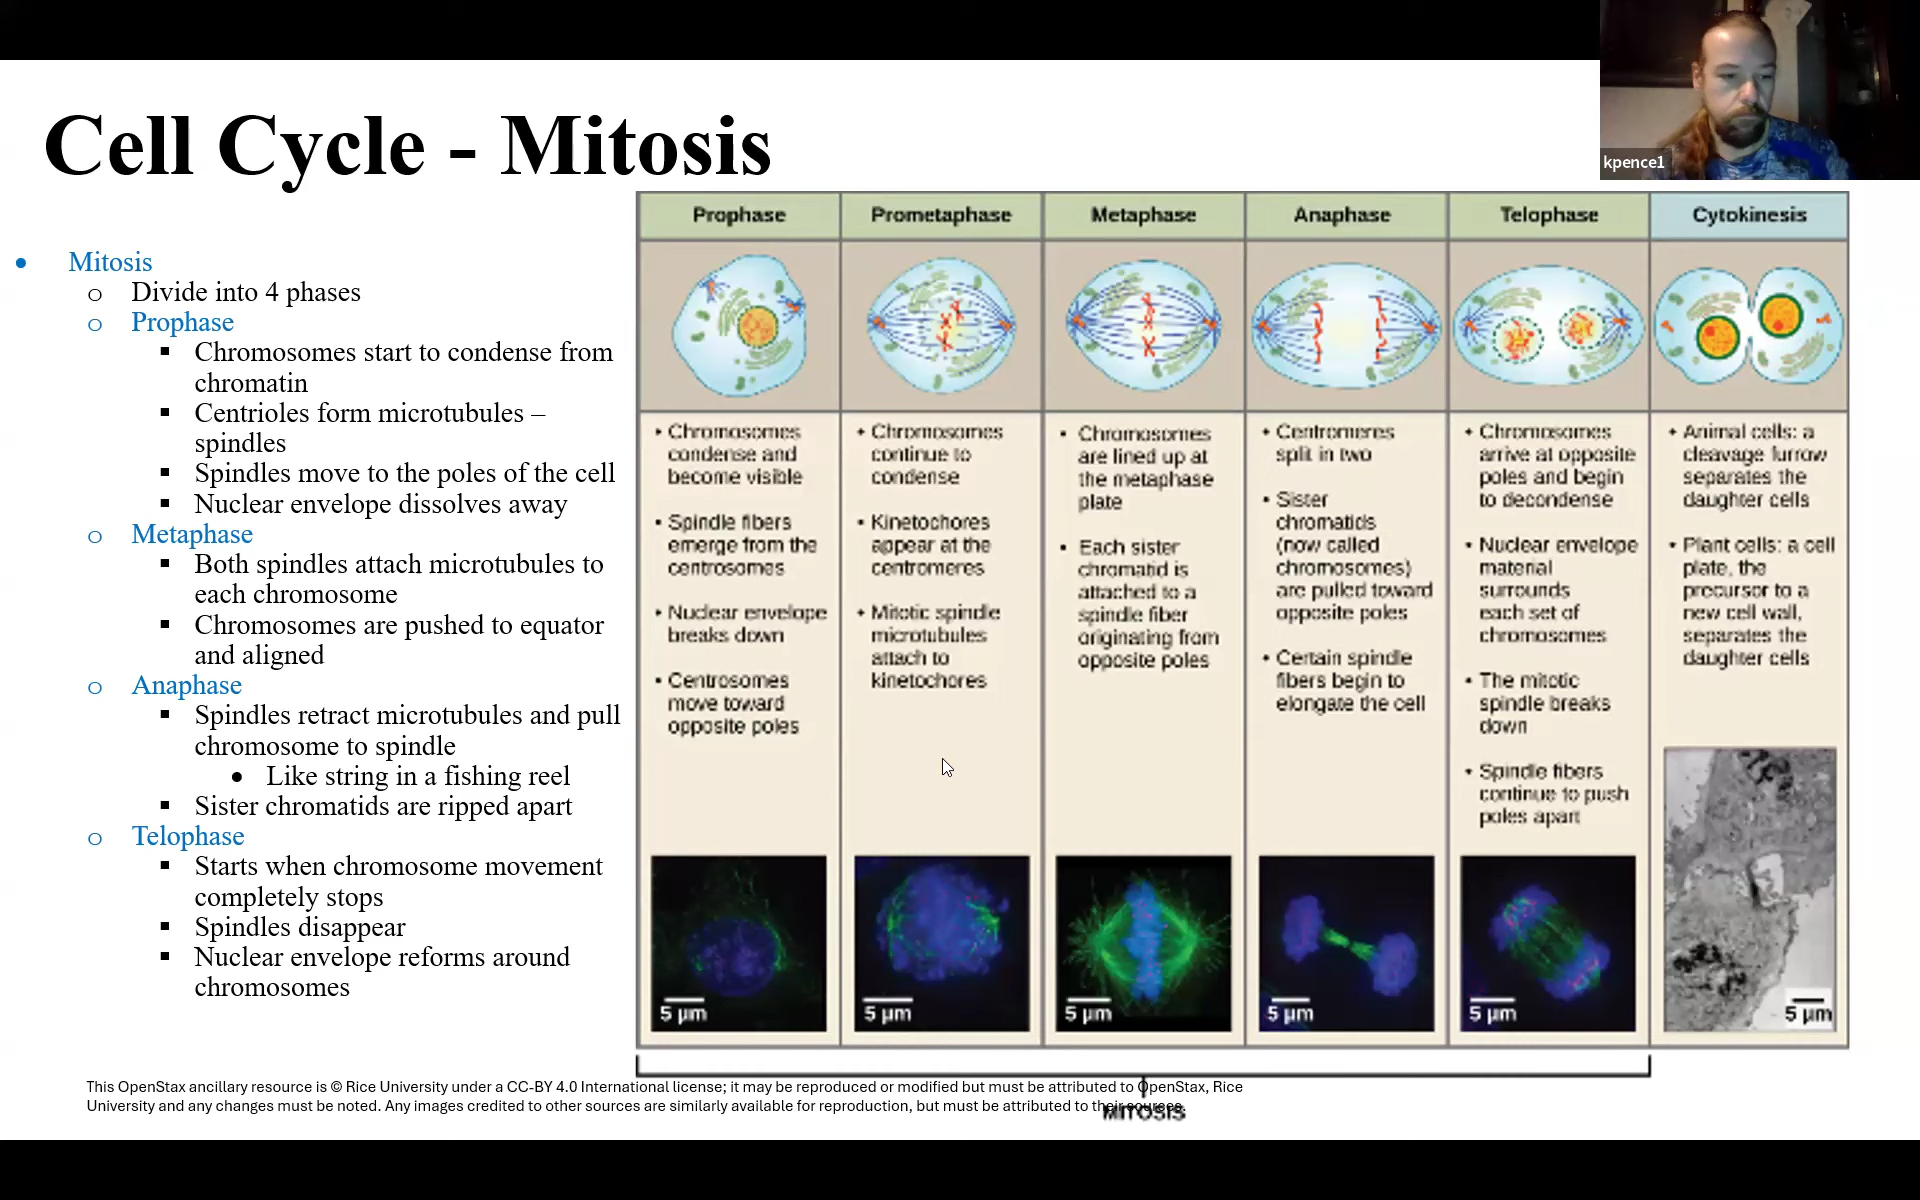 kpence1
Cell Cycle - Mitosis
• Mitosis
o Divide into 4 phases
o Prophase
▪ Chromosomes start to condense from
chromatin
▪ Centrioles form microtubules –
spindles
▪ Spindles move to the poles of the cell
▪ Nuclear envelope dissolves away
o Metaphase
▪ Both spindles attach microtubules to
each chromosome
▪ Chromosomes are pushed to equator
and aligned
o Anaphase
▪ Spindles retract microtubules and pull
chromosome to spindle
• Like string in a fishing reel
▪ Sister chromatids are ripped apart
o Telophase
▪ Starts when chromosome movement
completely stops
▪ Spindles disappear
▪ Nuclear envelope reforms around
chromosomes
Prophase
• Chromosomes
condense and
become visible
• Spindle fibers
emerge from the
centrosomes
• Nuclear envelope
breaks down
• Centrosomes
move toward
opposite poles
5 µm
Prometaphase
• Chromosomes
continue to
condense
• Kinetochores
appear at the
centromeres
• Mitotic spindle
microtubules
attach to
kinetochores
5 µm
Metaphase
• Chromosomes
are lined up at
the metaphase
plate
• Each sister
chromatid is
attached to a
spindle fiber
originating from
opposite poles
5 µm
Anaphase
• Centromeres
split in two
• Sister
chromatids
(now called
chromosomes)
are pulled toward
opposite poles
• Certain spindle
fibers begin to
elongate the cell
5 µm
Telophase
• Chromosomes
arrive at opposite
poles and begin
to decondense
• Nuclear envelope
material
surrounds
each set of
chromosomes
• The mitotic
spindle breaks
down
• Spindle fibers
continue to push
poles apart
5 µm
Cytokinesis
• Animal cells: a
cleavage furrow
separates the
daughter cells
• Plant cells: a cell
plate, the
precursor to a
new cell wall,
separates the
daughter cells
5 µm
MITOSIS
This OpenStax ancillary resource is © Rice University under a CC-BY 4.0 International license; it may be reproduced or modified but must be attributed to OpenStax, Rice
University and any changes must be noted. Any images credited to other sources are similarly available for reproduction, but must be attributed to their sources.